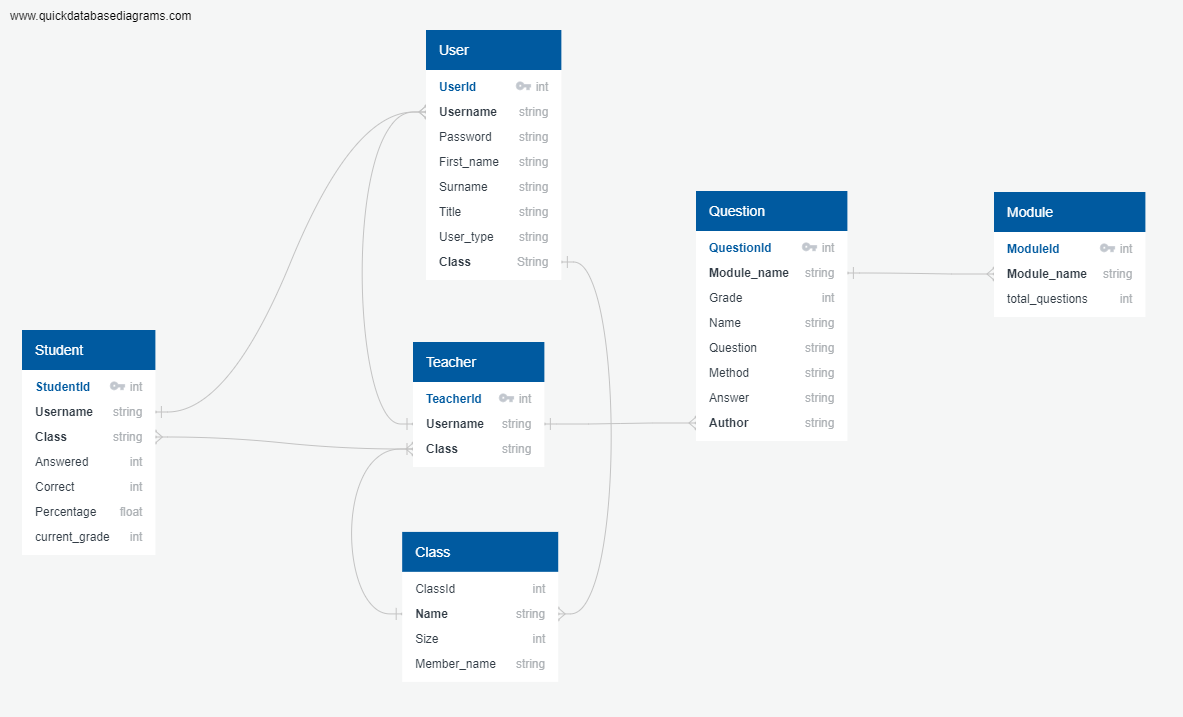 www.quickdatabasediagrams.com
User
UserId int
Username string
Password string
First_name string
Surname string
Title string
User_type string
Class String
Student
StudentId int
Username string
Class string
Answered int
Correct int
Percentage float
current_grade int
Teacher
TeacherId int
Username string
Class string
Class
ClassId int
Name string
Size int
Member_name string
Question
QuestionId int
Module_name string
Grade int
Name string
Question string
Method string
Answer string
Author string
Module
ModuleId int
Module_name string
total_questions int